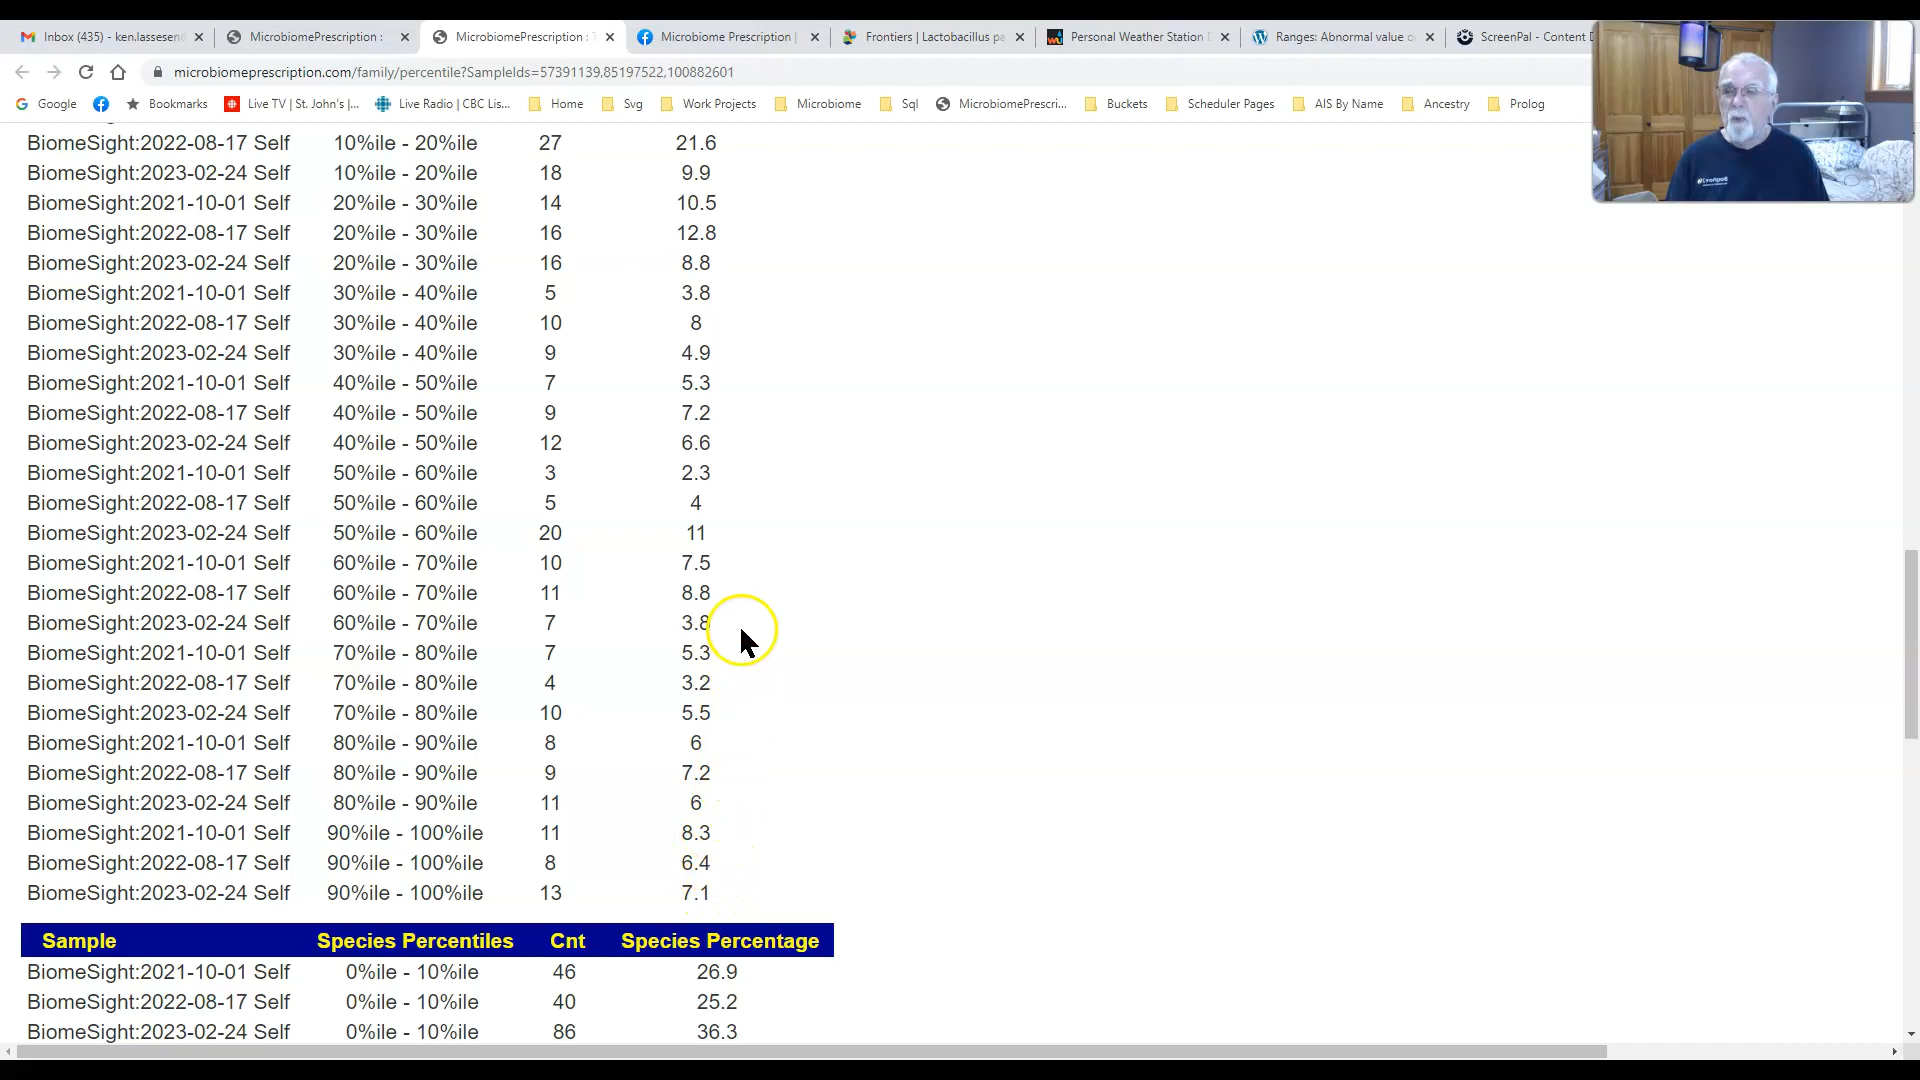 Inbox (435) - ken.lassesen
MicrobiomePrescription :
MicrobiomePrescription : T
Microbiome Prescription |
Frontiers | Lactobacillus pa
Personal Weather Station D
Ranges: Abnormal value o
ScreenPal - Content D
microbiomeprescription.com/family/percentile?SampleIds=57391139,85197522,100882601
Google
Bookmarks
Live TV | St. John's |...
Live Radio | CBC Lis...
Home
Svg
Work Projects
Microbiome
Sql
MicrobiomePrescri...
Buckets
Scheduler Pages
AIS By Name
Ancestry
Prolog
BiomeSight:2022-08-17 Self 10%ile - 20%ile 27 21.6
BiomeSight:2023-02-24 Self 10%ile - 20%ile 18 9.9
BiomeSight:2021-10-01 Self 20%ile - 30%ile 14 10.5
BiomeSight:2022-08-17 Self 20%ile - 30%ile 16 12.8
BiomeSight:2023-02-24 Self 20%ile - 30%ile 16 8.8
BiomeSight:2021-10-01 Self 30%ile - 40%ile 5 3.8
BiomeSight:2022-08-17 Self 30%ile - 40%ile 10 8
BiomeSight:2023-02-24 Self 30%ile - 40%ile 9 4.9
BiomeSight:2021-10-01 Self 40%ile - 50%ile 7 5.3
BiomeSight:2022-08-17 Self 40%ile - 50%ile 9 7.2
BiomeSight:2023-02-24 Self 40%ile - 50%ile 12 6.6
BiomeSight:2021-10-01 Self 50%ile - 60%ile 3 2.3
BiomeSight:2022-08-17 Self 50%ile - 60%ile 5 4
BiomeSight:2023-02-24 Self 50%ile - 60%ile 20 11
BiomeSight:2021-10-01 Self 60%ile - 70%ile 10 7.5
BiomeSight:2022-08-17 Self 60%ile - 70%ile 11 8.8
BiomeSight:2023-02-24 Self 60%ile - 70%ile 7 3.8
BiomeSight:2021-10-01 Self 70%ile - 80%ile 7 5.3
BiomeSight:2022-08-17 Self 70%ile - 80%ile 4 3.2
BiomeSight:2023-02-24 Self 70%ile - 80%ile 10 5.5
BiomeSight:2021-10-01 Self 80%ile - 90%ile 8 6
BiomeSight:2022-08-17 Self 80%ile - 90%ile 9 7.2
BiomeSight:2023-02-24 Self 80%ile - 90%ile 11 6
BiomeSight:2021-10-01 Self 90%ile - 100%ile 11 8.3
BiomeSight:2022-08-17 Self 90%ile - 100%ile 8 6.4
BiomeSight:2023-02-24 Self 90%ile - 100%ile 13 7.1
Sample Species Percentiles Cnt Species Percentage
BiomeSight:2021-10-01 Self 0%ile - 10%ile 46 26.9
BiomeSight:2022-08-17 Self 0%ile - 10%ile 40 25.2
BiomeSight:2023-02-24 Self 0%ile - 10%ile 86 36.3